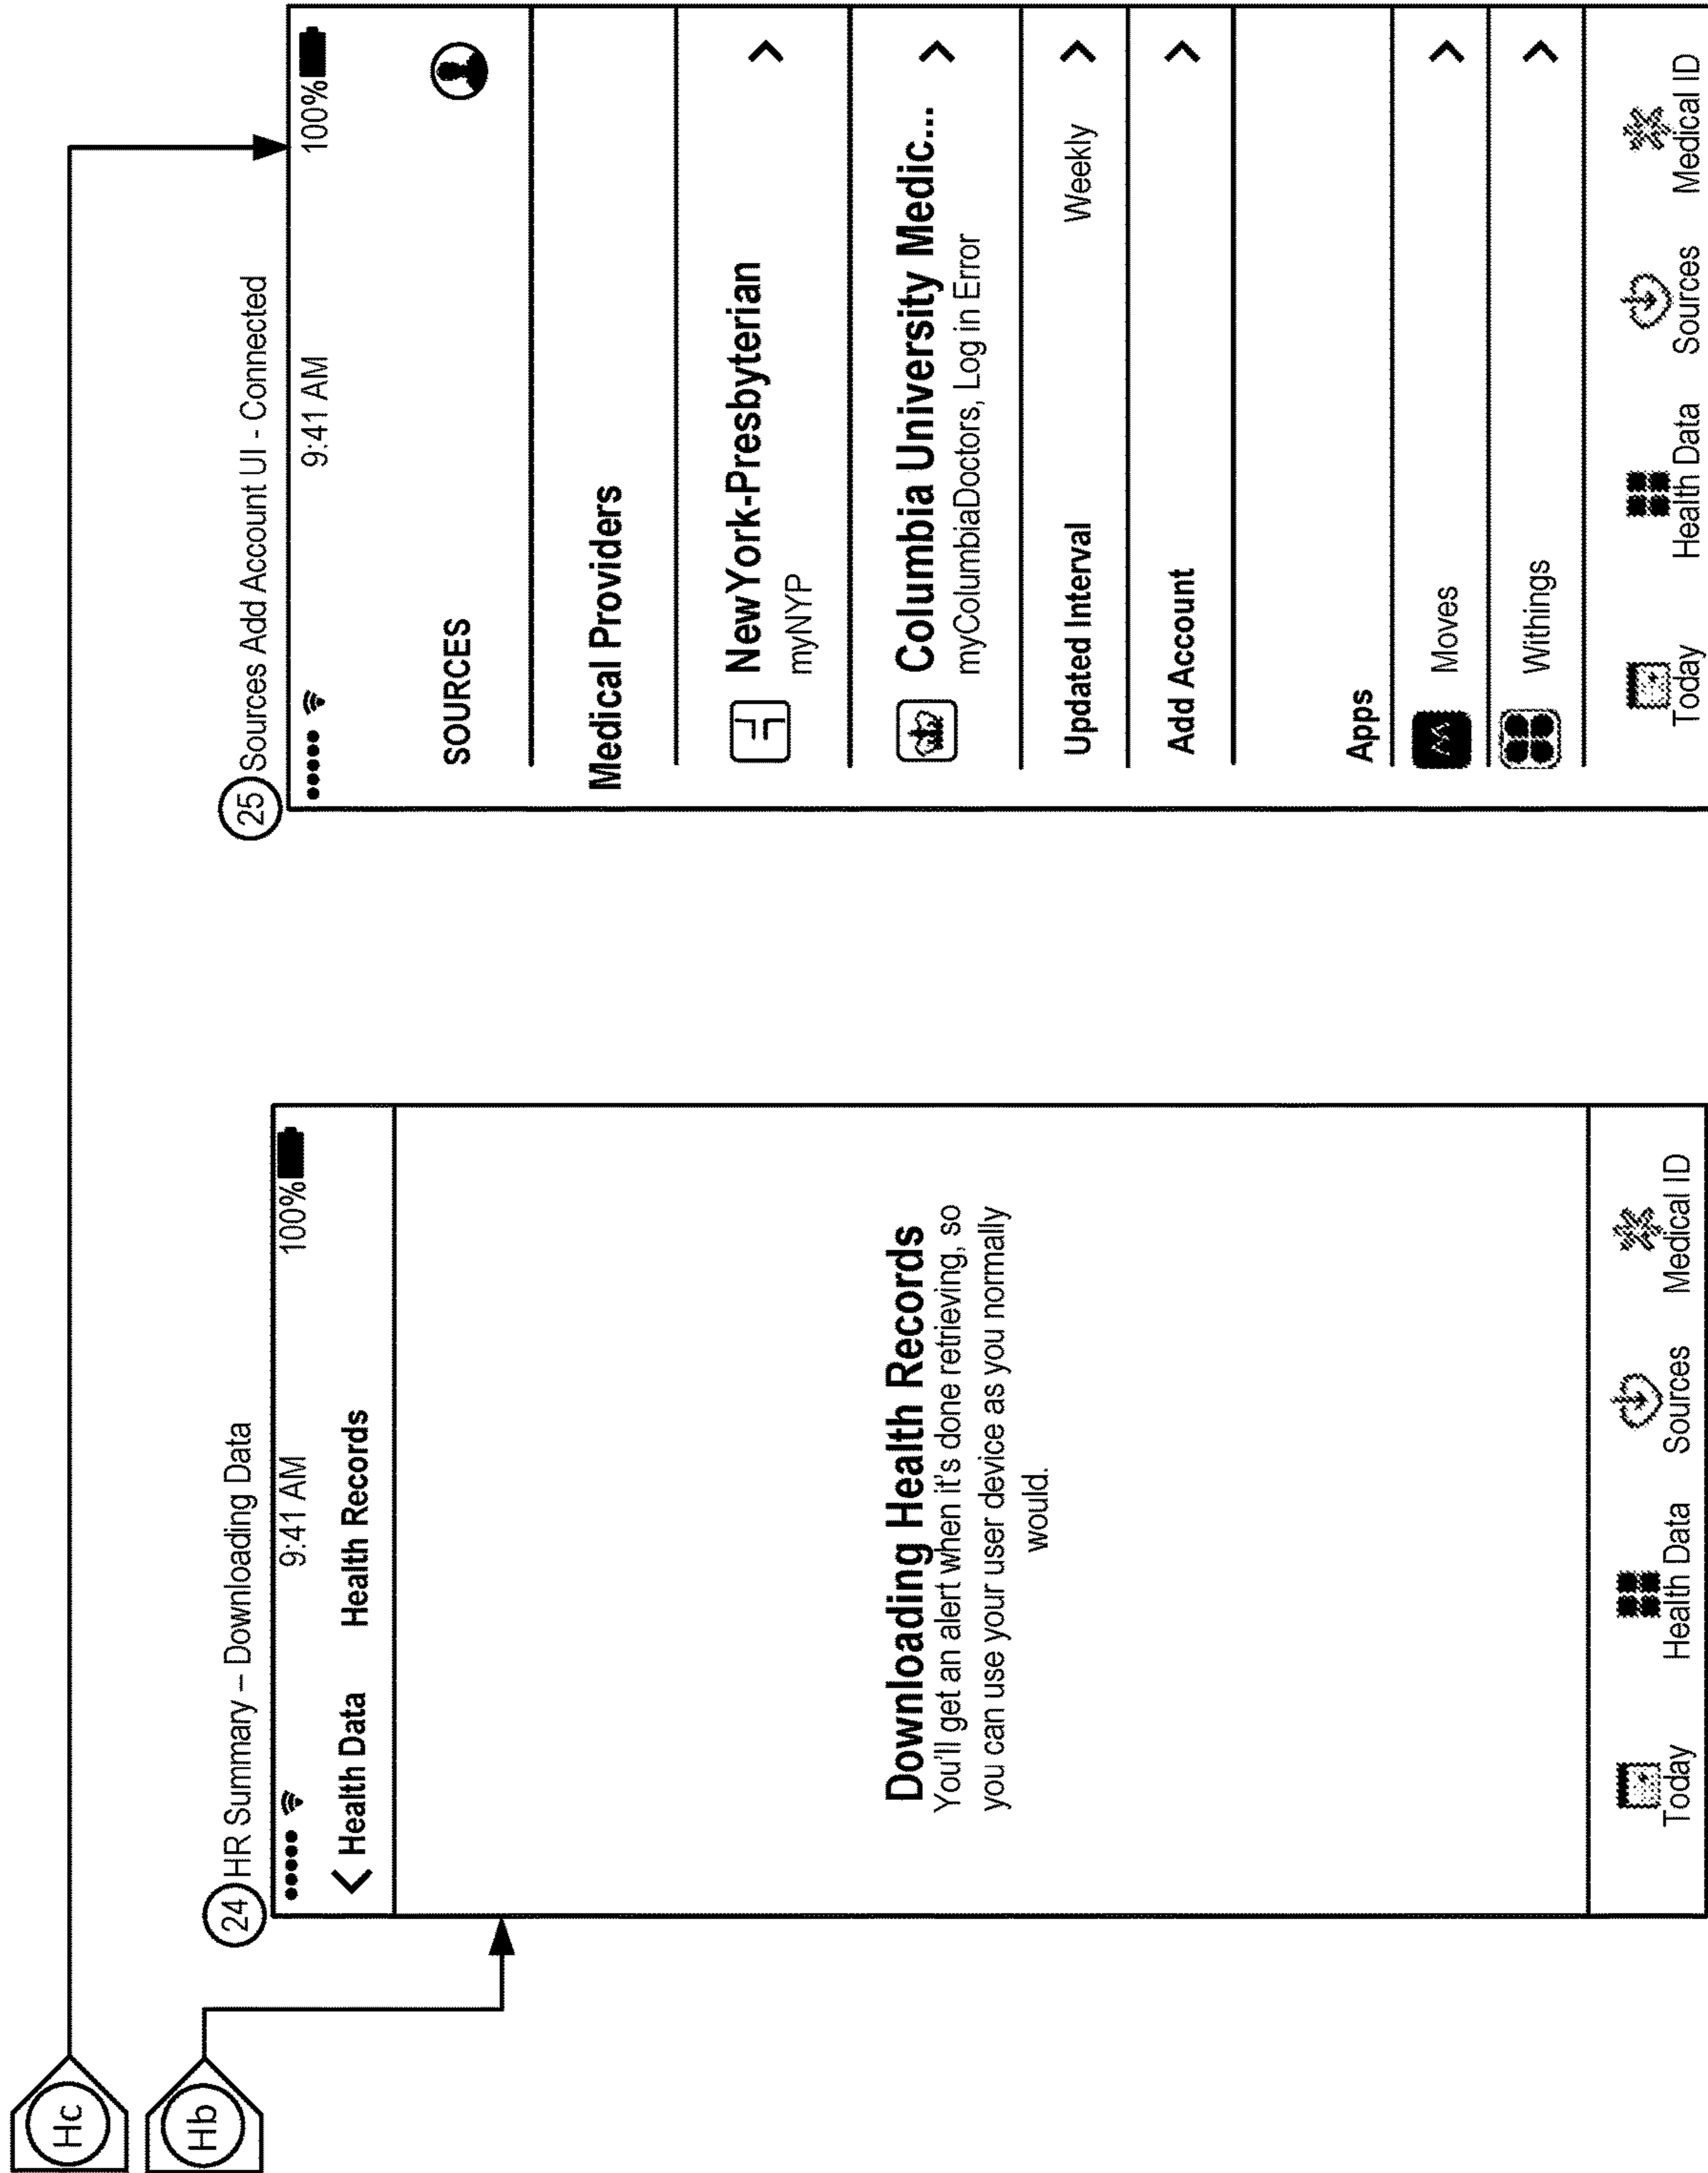 Hc
Hb
24 HR Summary – Downloading Data
9:41 AM 100%
Health Data Health Records
Downloading Health Records
You'll get an alert when it's done retrieving, so
you can use your user device as you normally
would.
Today Health Data Sources Medical ID
25 Sources Add Account UI - Connected
9:41 AM 100%
SOURCES
Medical Providers
NewYork-Presbyterian
myNYP
Columbia University Medic...
myColumbiaDoctors, Log in Error
Updated Interval Weekly
Add Account
Apps
Moves
Withings
Today Health Data Sources Medical ID